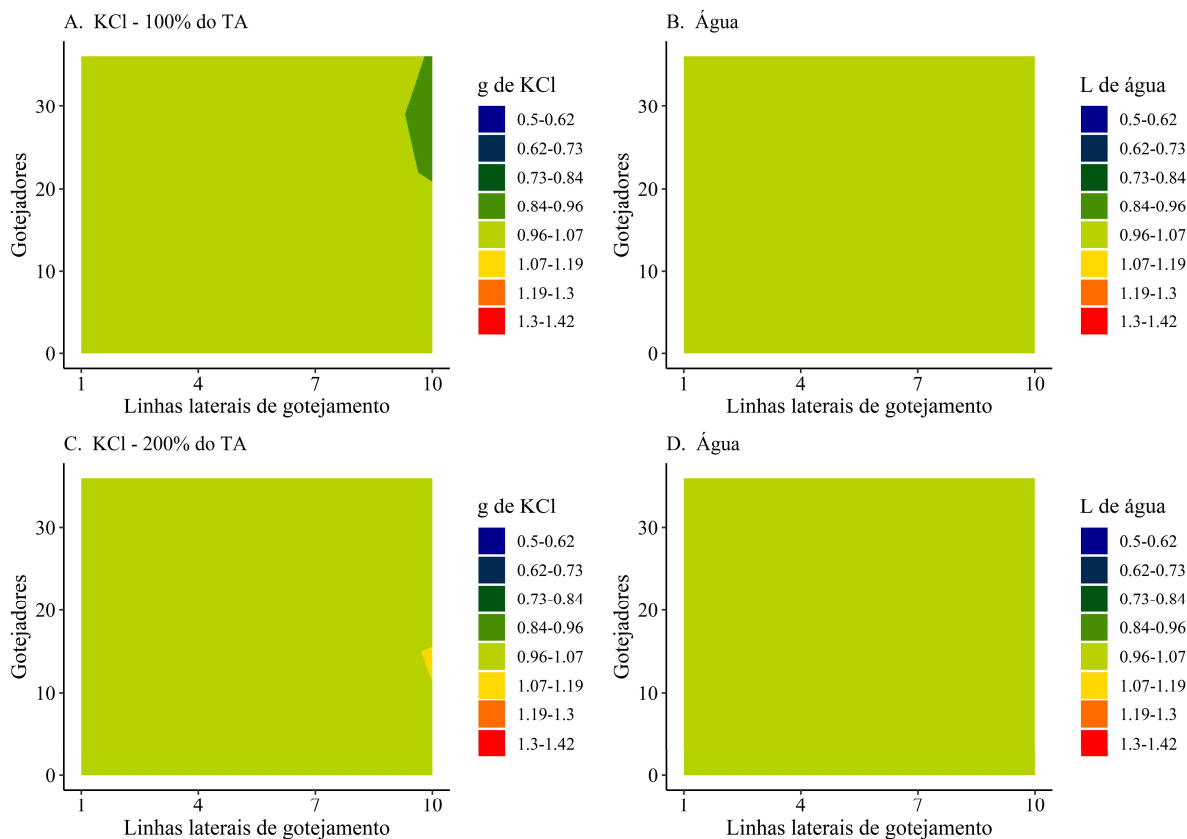 A. KCl - 100% do TA
Gotejadores
30
20
10
0
1 4 7 10
Linhas laterais de gotejamento
g de KCl
0.5-0.62
0.62-0.73
0.73-0.84
0.84-0.96
0.96-1.07
1.07-1.19
1.19-1.3
1.3-1.42
B. Água
Gotejadores
30
20
10
0
1 4 7 10
Linhas laterais de gotejamento
L de água
0.5-0.62
0.62-0.73
0.73-0.84
0.84-0.96
0.96-1.07
1.07-1.19
1.19-1.3
1.3-1.42
C. KCl - 200% do TA
Gotejadores
30
20
10
0
1 4 7 10
Linhas laterais de gotejamento
g de KCl
0.5-0.62
0.62-0.73
0.73-0.84
0.84-0.96
0.96-1.07
1.07-1.19
1.19-1.3
1.3-1.42
D. Água
Gotejadores
30
20
10
0
1 4 7 10
Linhas laterais de gotejamento
L de água
0.5-0.62
0.62-0.73
0.73-0.84
0.84-0.96
0.96-1.07
1.07-1.19
1.19-1.3
1.3-1.42